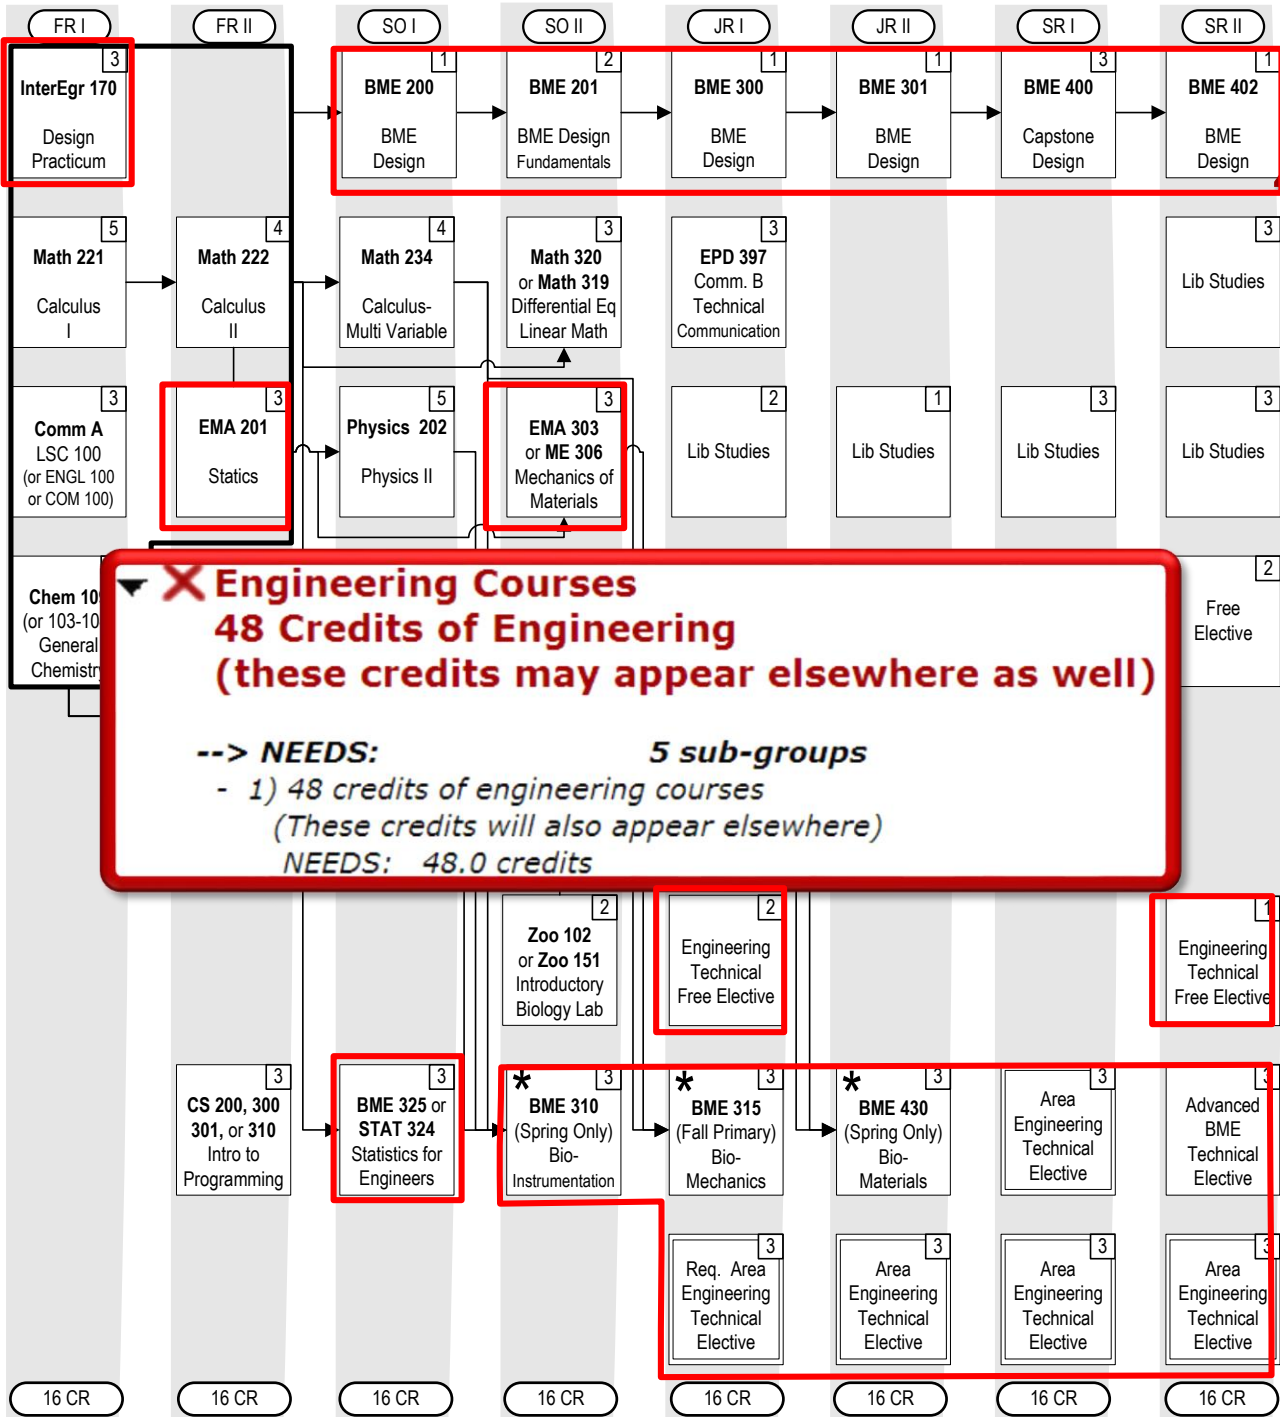 FR I
FR II
SO I
SO II
JR I
JR II
SR I
SR II
3
InterEgr 170
Design
Practicum
1
BME 200
BME
Design
2
BME 201
BME Design
Fundamentals
1
BME 300
BME
Design
1
BME 301
BME
Design
3
BME 400
Capstone
Design
1
BME 402
BME
Design
5
Math 221
Calculus
I
4
Math 222
Calculus
II
4
Math 234
Calculus-
Multi Variable
3
Math 320
or Math 319
Differential Eq
Linear Math
3
EPD 397
Comm. B
Technical
Communication
3
Lib Studies
3
Comm A
LSC 100
(or ENGL 100
or COM 100)
3
EMA 201
Statics
5
Physics 202
Physics II
3
EMA 303
or ME 306
Mechanics of
Materials
2
Lib Studies
1
Lib Studies
3
Lib Studies
3
Lib Studies
Chem 109
(or 103-10
General
Chemistry
2
Free
Elective
Engineering Courses
48 Credits of Engineering
(these credits may appear elsewhere as well)
--> NEEDS: 5 sub-groups
- 1) 48 credits of engineering courses
(These credits will also appear elsewhere)
NEEDS: 48.0 credits
2
Zoo 102
or Zoo 151
Introductory
Biology Lab
2
Engineering
Technical
Free Elective
1
Engineering
Technical
Free Elective
3
CS 200, 300
301, or 310
Intro to
Programming
3
BME 325 or
STAT 324
Statistics for
Engineers
* 3
BME 310
(Spring Only)
Bio-
Instrumentation
* 3
BME 315
(Fall Primary)
Bio-
Mechanics
* 3
BME 430
(Spring Only)
Bio-
Materials
3
Area
Engineering
Technical
Elective
3
Advanced
BME
Technical
Elective
3
Req. Area
Engineering
Technical
Elective
3
Area
Engineering
Technical
Elective
3
Area
Engineering
Technical
Elective
3
Area
Engineering
Technical
Elective
16 CR
16 CR
16 CR
16 CR
16 CR
16 CR
16 CR
16 CR